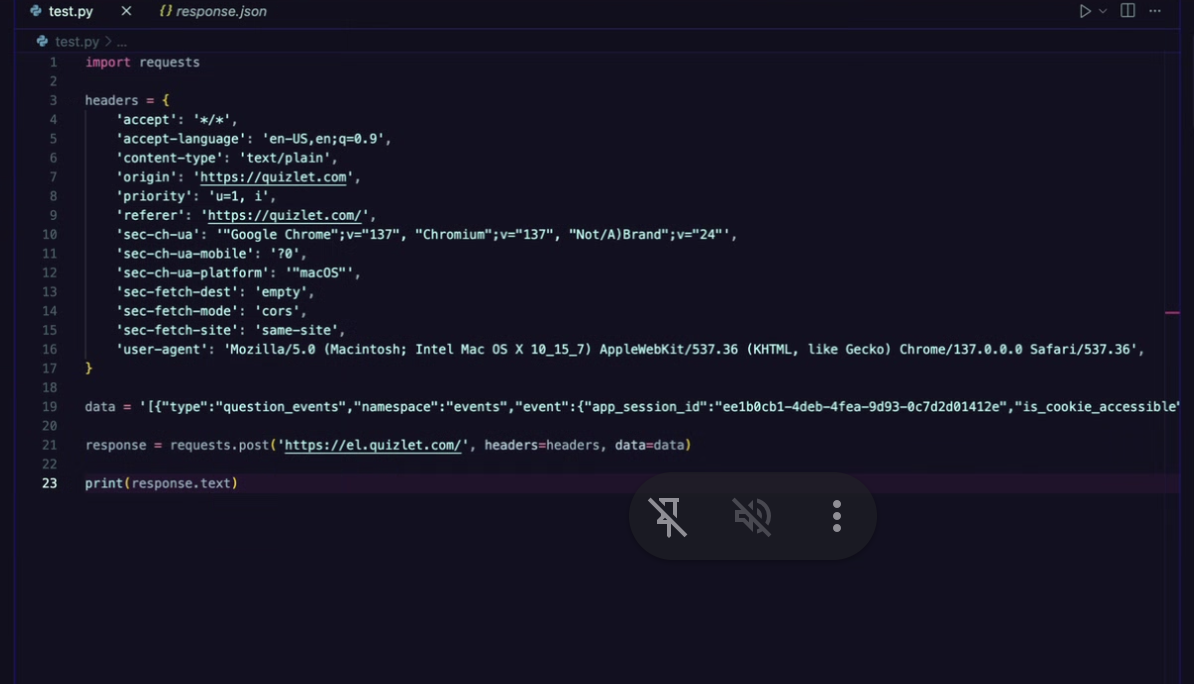 test.py {} response.json
test.py > ...
1 import requests
2
3 headers = {
4 'accept': '*/*',
5 'accept-language': 'en-US,en;q=0.9',
6 'content-type': 'text/plain',
7 'origin': 'https://quizlet.com',
8 'priority': 'u=1, i',
9 'referer': 'https://quizlet.com/',
10 'sec-ch-ua': '"Google Chrome";v="137", "Chromium";v="137", "Not/A)Brand";v="24"',
11 'sec-ch-ua-mobile': '?0',
12 'sec-ch-ua-platform': '"macOS"',
13 'sec-fetch-dest': 'empty',
14 'sec-fetch-mode': 'cors',
15 'sec-fetch-site': 'same-site',
16 'user-agent': 'Mozilla/5.0 (Macintosh; Intel Mac OS X 10_15_7) AppleWebKit/537.36 (KHTML, like Gecko) Chrome/137.0.0.0 Safari/537.36',
17 }
18
19 data = '[{"type":"question_events","namespace":"events","event":{"app_session_id":"ee1b0cb1-4deb-4fea-9d93-0c7d2d01412e","is_cookie_accessible"
20
21 response = requests.post('https://el.quizlet.com/', headers=headers, data=data)
22
23 print(response.text)